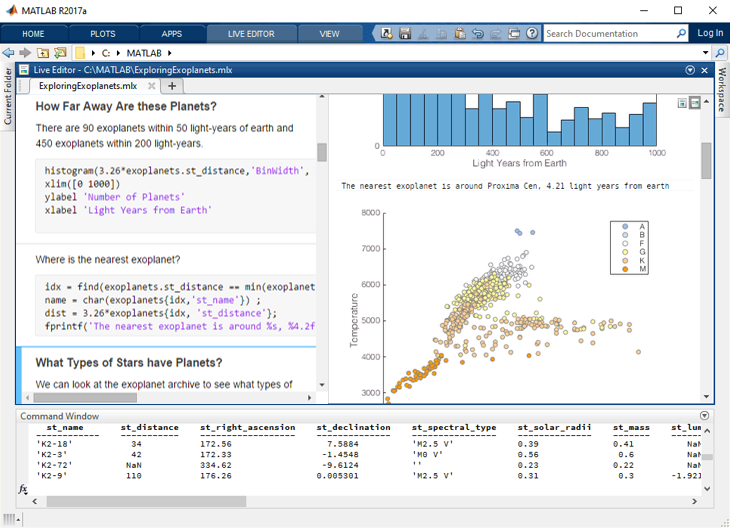 MATLAB R2017a
HOME PLOTS APPS LIVE EDITOR VIEW Search Documentation Log In
C: MATLAB
Current Folder
Workspace
Live Editor - C:\MATLAB\ExploringExoplanets.mlx
ExploringExoplanets.mlx
How Far Away Are these Planets?
There are 90 exoplanets within 50 light-years of earth and
450 exoplanets within 200 light-years.
histogram(3.26*exoplanets.st_distance,'BinWidth',
xlim([0 1000])
ylabel 'Number of Planets'
xlabel 'Light Years from Earth'
Where is the nearest exoplanet?
idx = find(exoplanets.st_distance == min(exoplanet
name = char(exoplanets{idx,'st_name'}) ;
dist = 3.26*exoplanets{idx, 'st_distance'};
fprintf('The nearest exoplanet is around %s, %4.2f
What Types of Stars have Planets?
We can look at the exoplanet archive to see what types of
0
0 200 400 600 800 1000
Light Years from Earth
The nearest exoplanet is around Proxima Cen, 4.21 light years from earth
8000
7000
6000
5000
4000
3000
Temperature
A
B
F
G
K
M
Command Window
st_name st_distance st_right_ascension st_declination st_spectral_type st_solar_radii st_mass st_lum
'K2-18' 34 172.56 7.5884 'M2.5 V' 0.39 0.41 NaN
'K2-3' 42 172.33 -1.4548 'M0 V' 0.56 0.6 NaN
'K2-72' NaN 334.62 -9.6124 '' 0.23 0.22 NaN
'K2-9' 110 176.26 0.005301 'M2.5 V' 0.31 0.3 -1.921
fx